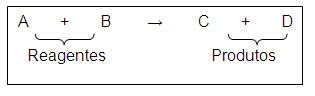 A + B → C + D
Reagentes Produtos